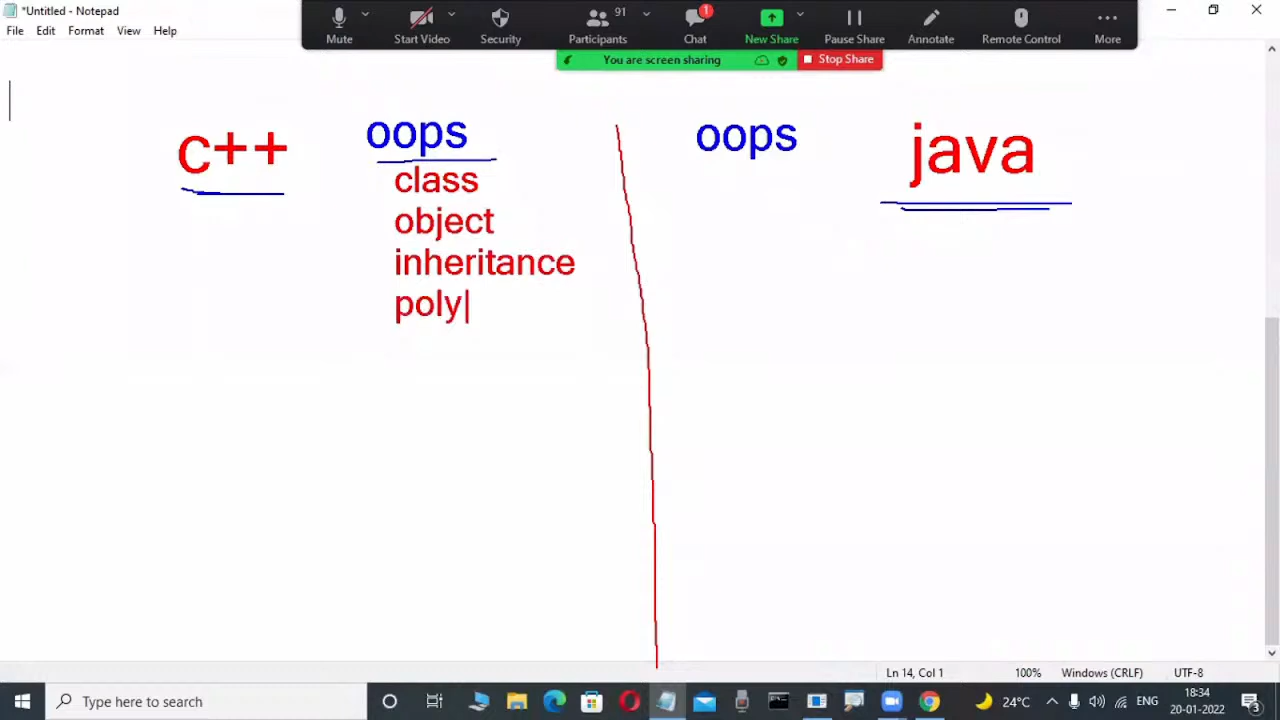 *Untitled - Notepad
File Edit Format View Help
Mute Start Video Security Participants 91 Chat 1 New Share Pause Share Annotate Remote Control More
You are screen sharing Stop Share
c++ oops oops java
class
object
inheritance
poly
Ln 14, Col 1 100% Windows (CRLF) UTF-8
Type here to search 24°C ENG 18:34 20-01-2022 3